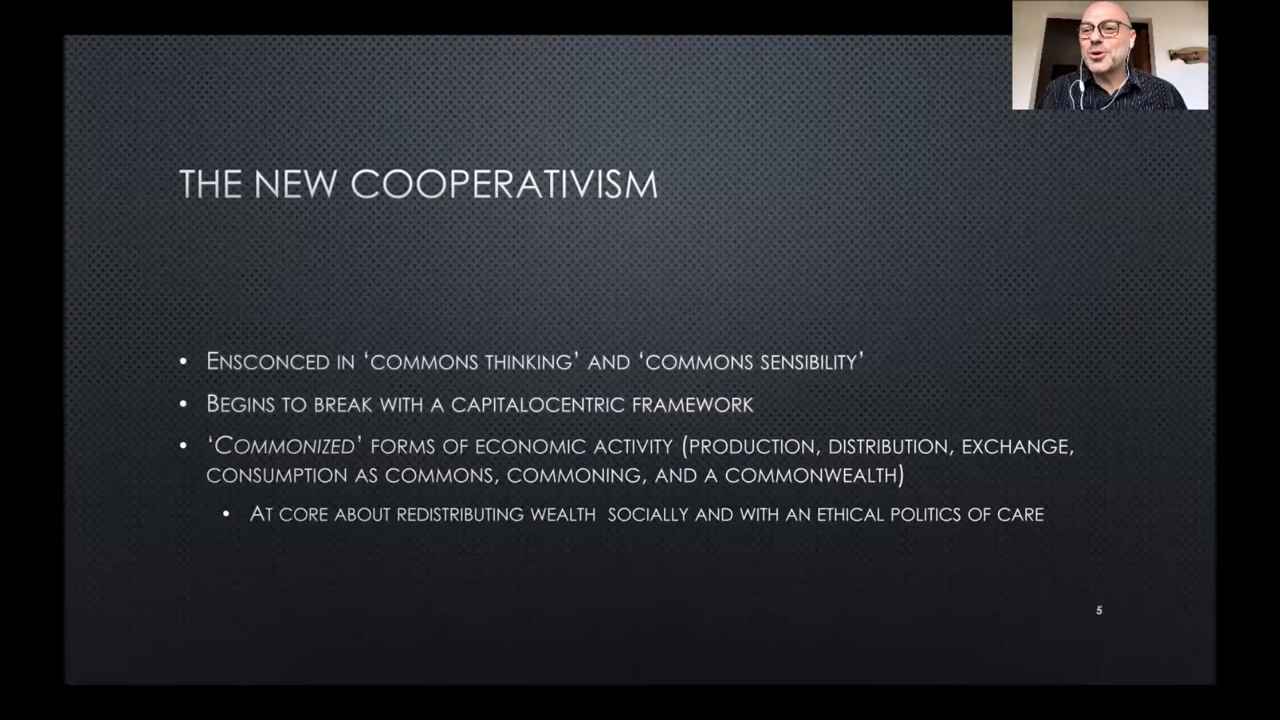 THE NEW COOPERATIVISM
• ENSCONCED IN ‘COMMONS THINKING’ AND ‘COMMONS SENSIBILITY’
• BEGINS TO BREAK WITH A CAPITALOCENTRIC FRAMEWORK
• ‘COMMONIZED’ FORMS OF ECONOMIC ACTIVITY (PRODUCTION, DISTRIBUTION, EXCHANGE,
CONSUMPTION AS COMMONS, COMMONING, AND A COMMONWEALTH)
• AT CORE ABOUT REDISTRIBUTING WEALTH SOCIALLY AND WITH AN ETHICAL POLITICS OF CARE
5